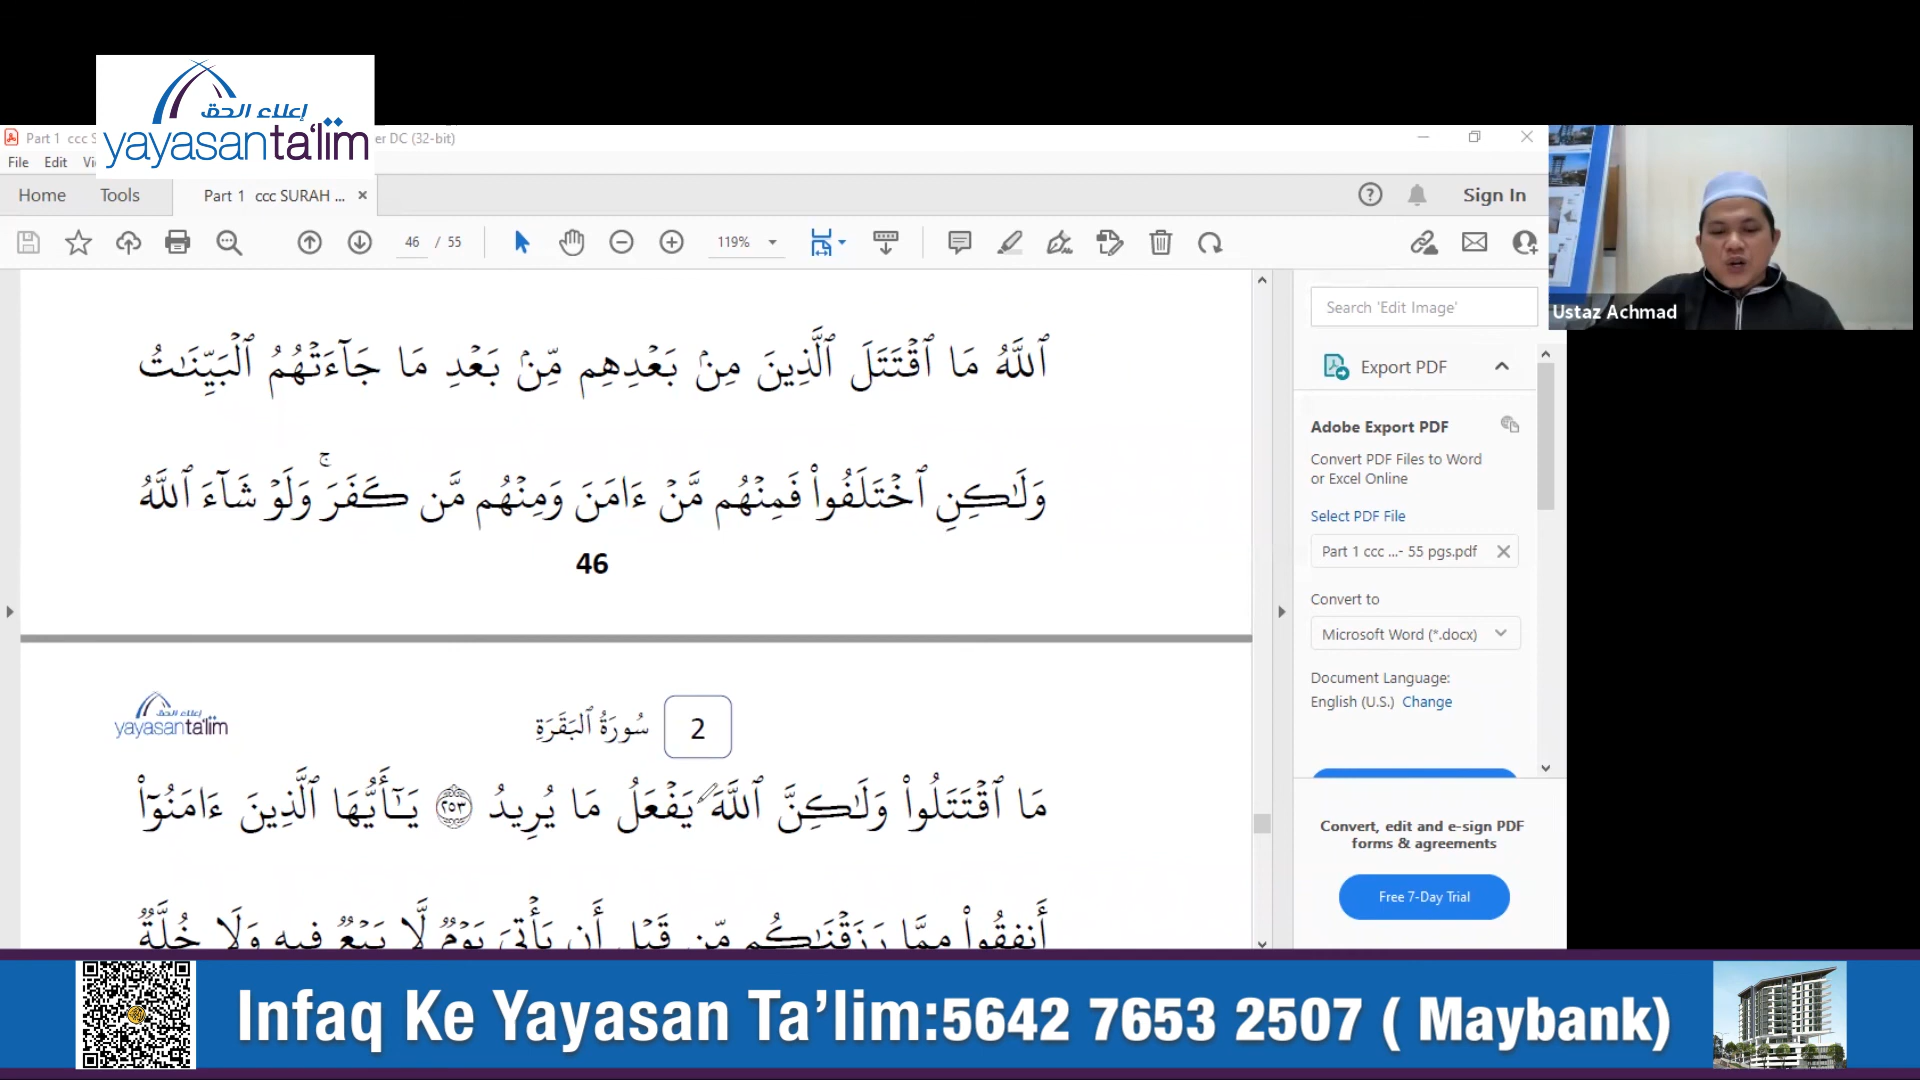 إعلاء الحق
yayasanta'lim
Part 1 ccc S
er DC (32-bit)
File Edit Vi
Home Tools Part 1 ccc SURAH ... ×
Sign In
46 / 55
119%
ٱللَّهُ مَا ٱقْتَتَلَ ٱلَّذِينَ مِنۢ بَعْدِهِم مِّنۢ بَعْدِ مَا جَآءَتْهُمُ ٱلْبَيِّنَـٰتُ
وَلَـٰكِنِ ٱخْتَلَفُوا۟ فَمِنْهُم مَّنْ ءَامَنَ وَمِنْهُم مَّن كَفَرَ ۚ وَلَوْ شَآءَ ٱللَّهُ
46
إعلاء الحق
yayasanta'lim
سُورَةُ ٱلْبَقَرَةِ 2
مَا ٱقْتَتَلُوا۟ وَلَـٰكِنَّ ٱللَّهَ يَفْعَلُ مَا يُرِيدُ ٢٥٣ يَـٰٓأَيُّهَا ٱلَّذِينَ ءَامَنُوٓا۟
أَنفِقُوا۟ مِمَّا رَزَقْنَـٰكُم مِّن قَبْلِ أَن يَأْتِىَ يَوْمٌ لَّا بَيْعٌ فِيهِ وَلَا خُلَّةٌ
Search 'Edit Image'
Export PDF
Adobe Export PDF
Convert PDF Files to Word
or Excel Online
Select PDF File
Part 1 ccc ...- 55 pgs.pdf
Convert to
Microsoft Word (*.docx)
Document Language:
English (U.S.) Change
Convert, edit and e-sign PDF
forms & agreements
Free 7-Day Trial
Ustaz Achmad
Infaq Ke Yayasan Ta'lim:5642 7653 2507 ( Maybank)